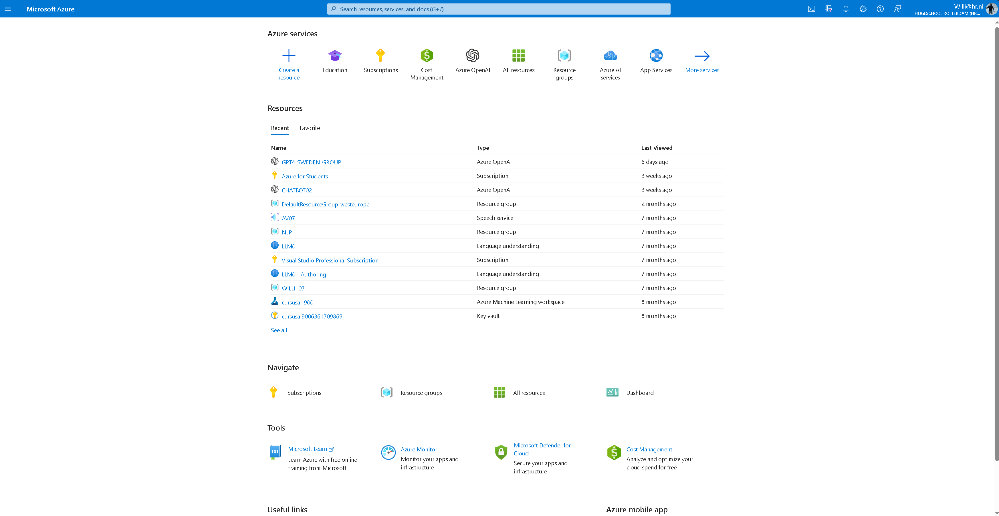 Microsoft Azure
Search resources, services, and docs (G+/)
Willi@hr.nl
HOGESCHOOL ROTTERDAM (HR...
Azure services
Create a
resource
Education
Subscriptions
Cost
Management
Azure OpenAI
All resources
Resource
groups
Azure AI
services
App Services
More services
Resources
Recent Favorite
Name Type Last Viewed
GPT4-SWEDEN-GROUP Azure OpenAI 6 days ago
Azure for Students Subscription 3 weeks ago
CHATBOT02 Azure OpenAI 3 weeks ago
DefaultResourceGroup-westeurope Resource group 2 months ago
AV07 Speech service 7 months ago
NLP Resource group 7 months ago
LLM01 Language understanding 7 months ago
Visual Studio Professional Subscription Subscription 7 months ago
LLM01-Authoring Language understanding 7 months ago
WILLI107 Resource group 7 months ago
cursusai-900 Azure Machine Learning workspace 8 months ago
cursusai9006361709869 Key vault 8 months ago
See all
Navigate
Subscriptions Resource groups All resources Dashboard
Tools
101
Microsoft Learn
Learn Azure with free online
training from Microsoft
Azure Monitor
Monitor your apps and
infrastructure
Microsoft Defender for
Cloud
Secure your apps and
infrastructure
Cost Management
Analyze and optimize your
cloud spend for free
Useful links Azure mobile app